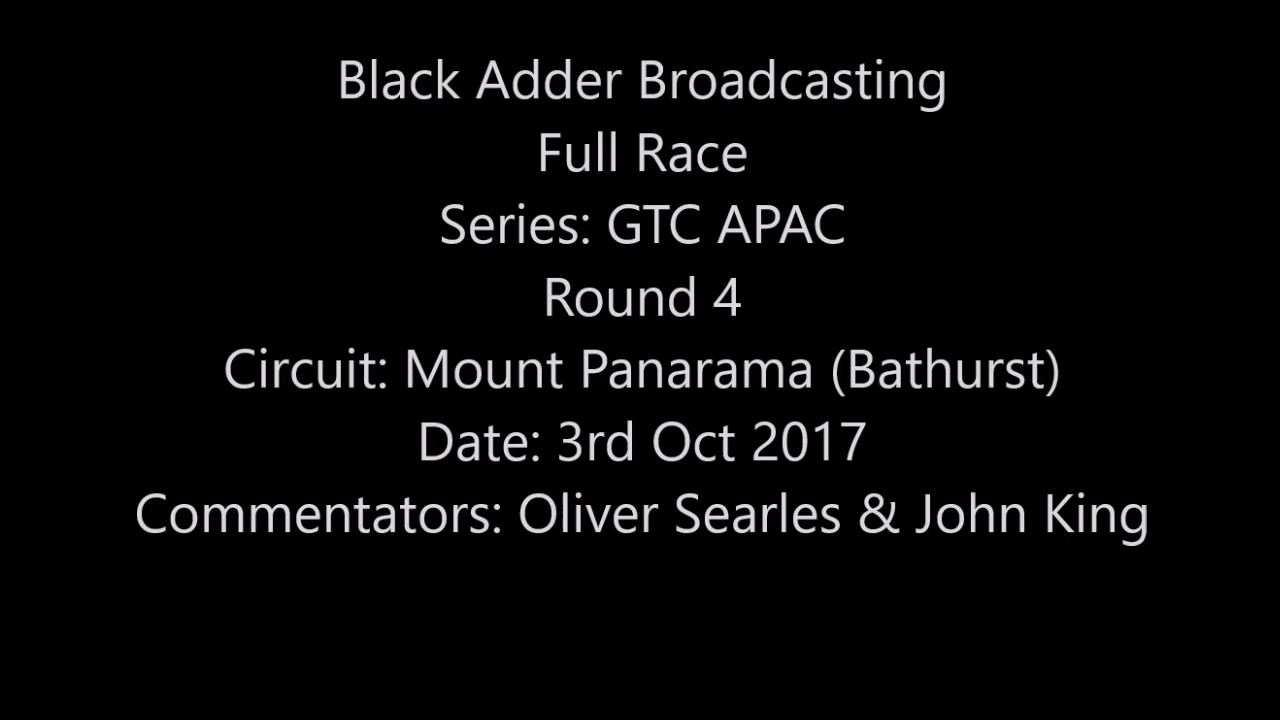 Black Adder Broadcasting
Full Race
Series: GTC APAC
Round 4
Circuit: Mount Panarama (Bathurst)
Date: 3rd Oct 2017
Commentators: Oliver Searles & John King